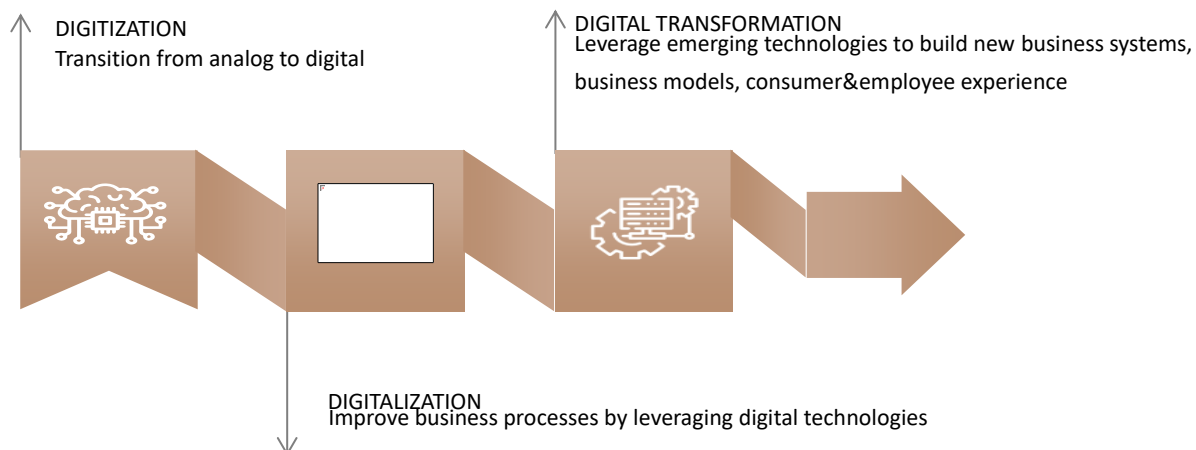 DIGITIZATION
Transition from analog to digital
DIGITAL TRANSFORMATION
Leverage emerging technologies to build new business systems,
business models, consumer&employee experience
DIGITALIZATION
Improve business processes by leveraging digital technologies